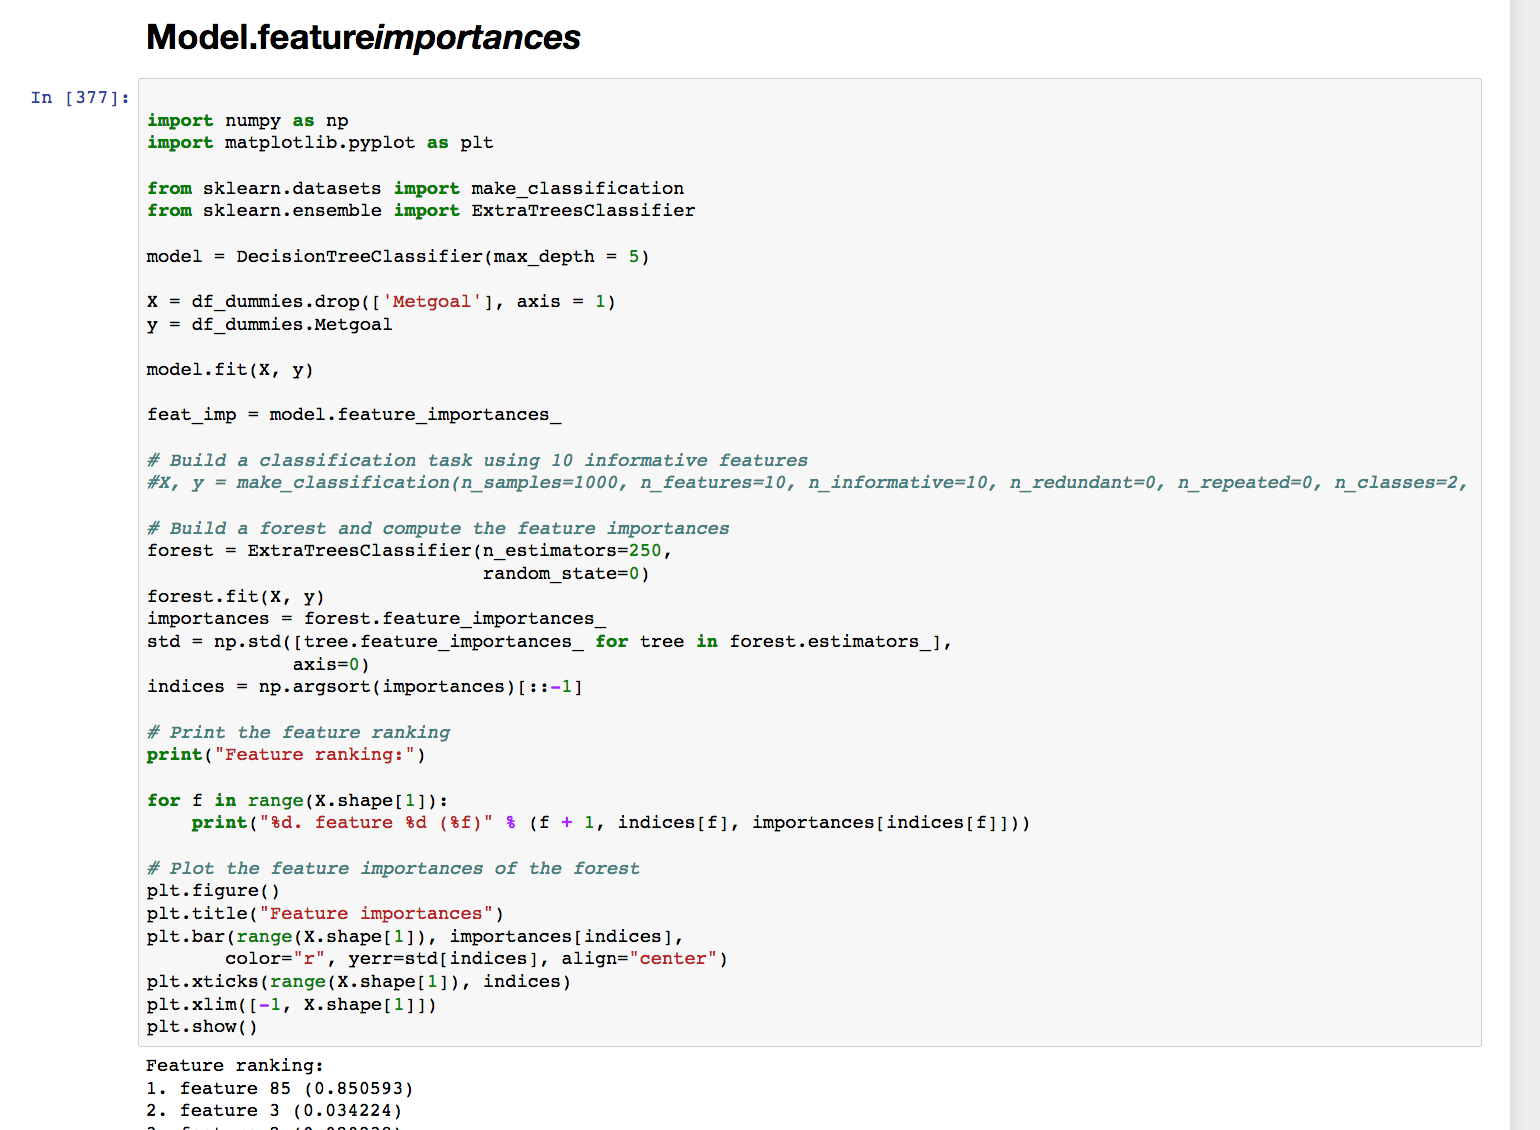 Model.featureimportances
In [377]:
import numpy as np
import matplotlib.pyplot as plt
from sklearn.datasets import make_classification
from sklearn.ensemble import ExtraTreesClassifier
model = DecisionTreeClassifier(max_depth = 5)
X = df_dummies.drop(['Metgoal'], axis = 1)
y = df_dummies.Metgoal
model.fit(X, y)
feat_imp = model.feature_importances_
# Build a classification task using 10 informative features
#X, y = make_classification(n_samples=1000, n_features=10, n_informative=10, n_redundant=0, n_repeated=0, n_classes=2,
# Build a forest and compute the feature importances
forest = ExtraTreesClassifier(n_estimators=250,
random_state=0)
forest.fit(X, y)
importances = forest.feature_importances_
std = np.std([tree.feature_importances_ for tree in forest.estimators_],
axis=0)
indices = np.argsort(importances)[::-1]
# Print the feature ranking
print("Feature ranking:")
for f in range(X.shape[1]):
print("%d. feature %d (%f)" % (f + 1, indices[f], importances[indices[f]]))
# Plot the feature importances of the forest
plt.figure()
plt.title("Feature importances")
plt.bar(range(X.shape[1]), importances[indices],
color="r", yerr=std[indices], align="center")
plt.xticks(range(X.shape[1]), indices)
plt.xlim([-1, X.shape[1]])
plt.show()
Feature ranking:
1. feature 85 (0.850593)
2. feature 3 (0.034224)